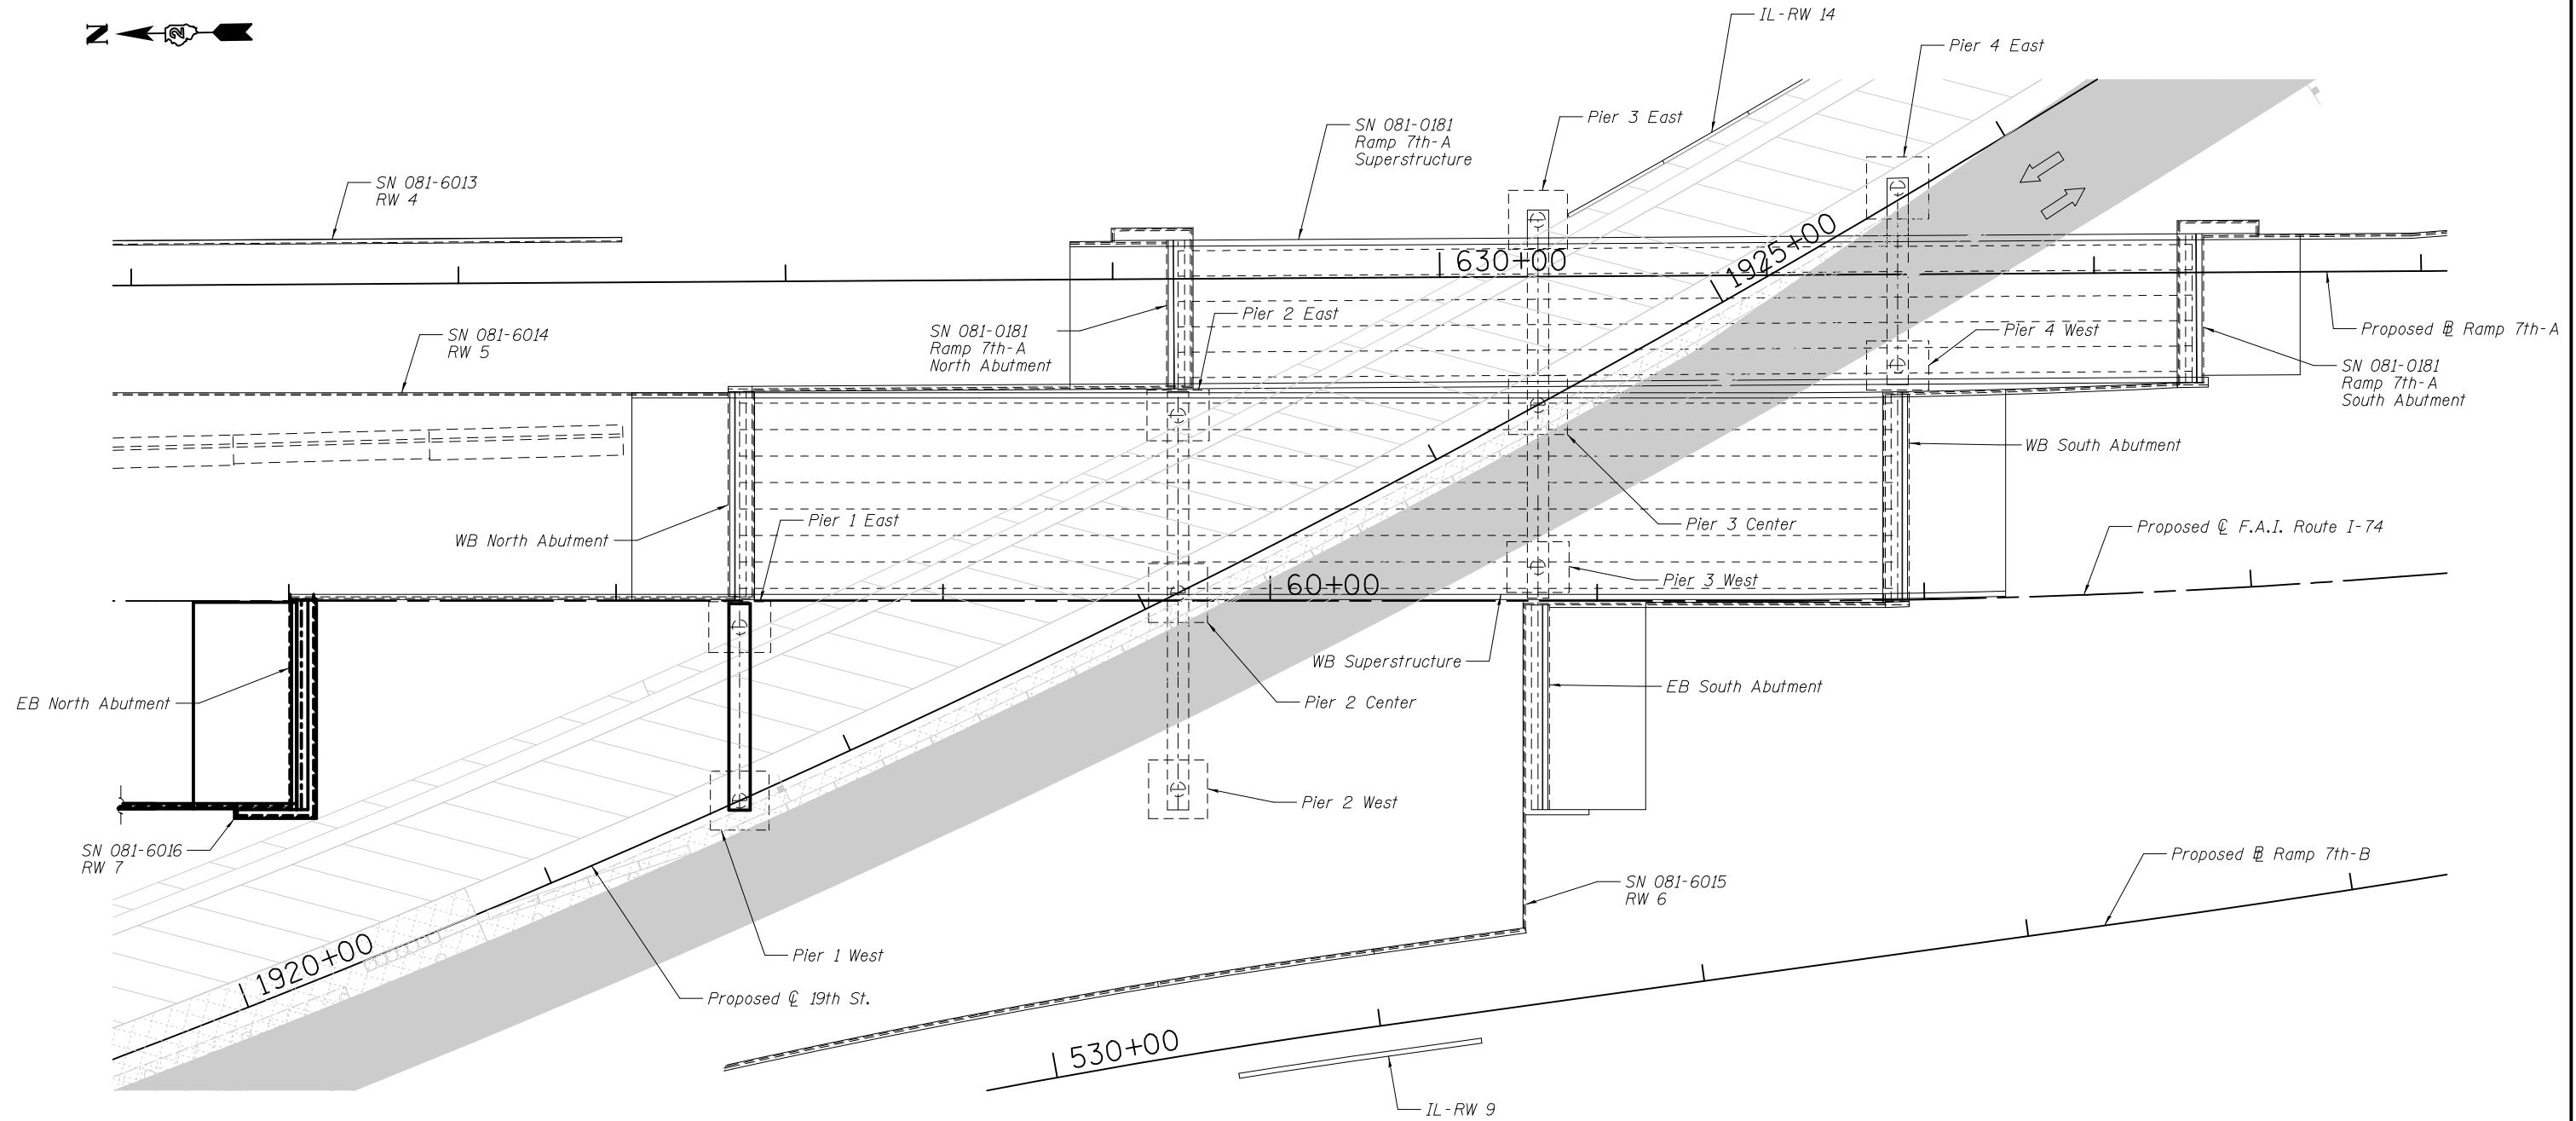 N
2
IL-RW 14
Pier 4 East
Pier 3 East
SN 081-0181
Ramp 7th-A
Superstructure
SN 081-6013
RW 4
1925+00
630+00
Pier 2 East
SN 081-0181
Ramp 7th-A
North Abutment
SN 081-6014
RW 5
Pier 4 West
Proposed ⅊ Ramp 7th-A
SN 081-0181
Ramp 7th-A
South Abutment
WB South Abutment
Pier 1 East
Pier 3 Center
Proposed ℄ F.A.I. Route I-74
WB North Abutment
Pier 3 West
60+00
WB Superstructure
EB South Abutment
EB North Abutment
Pier 2 Center
Pier 2 West
SN 081-6016
RW 7
Proposed ⅊ Ramp 7th-B
SN 081-6015
RW 6
1920+00
Pier 1 West
Proposed ℄ 19th St.
530+00
IL-RW 9